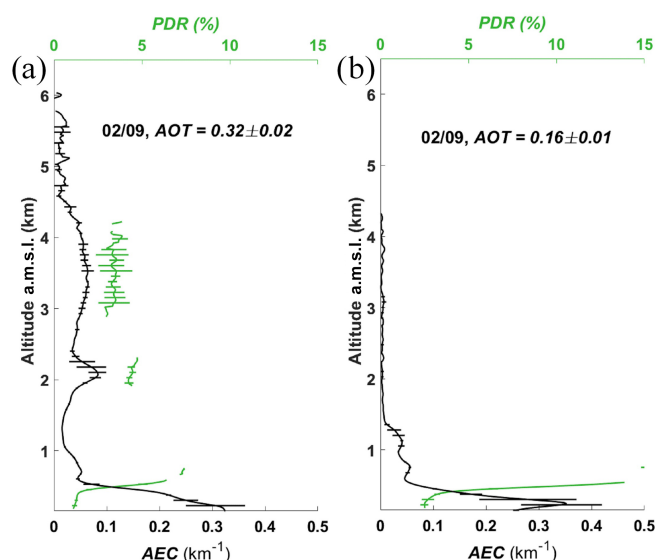 PDR (%)
0 5 10 15
(a)
6
5
4
3
2
1
Altitude a.m.s.l. (km)
02/09, AOT = 0.32±0.02
0 0.1 0.2 0.3 0.4 0.5
AEC (km⁻¹)
PDR (%)
0 5 10 15
(b)
6
5
4
3
2
1
Altitude a.m.s.l. (km)
02/09, AOT = 0.16±0.01
0 0.1 0.2 0.3 0.4 0.5
AEC (km⁻¹)